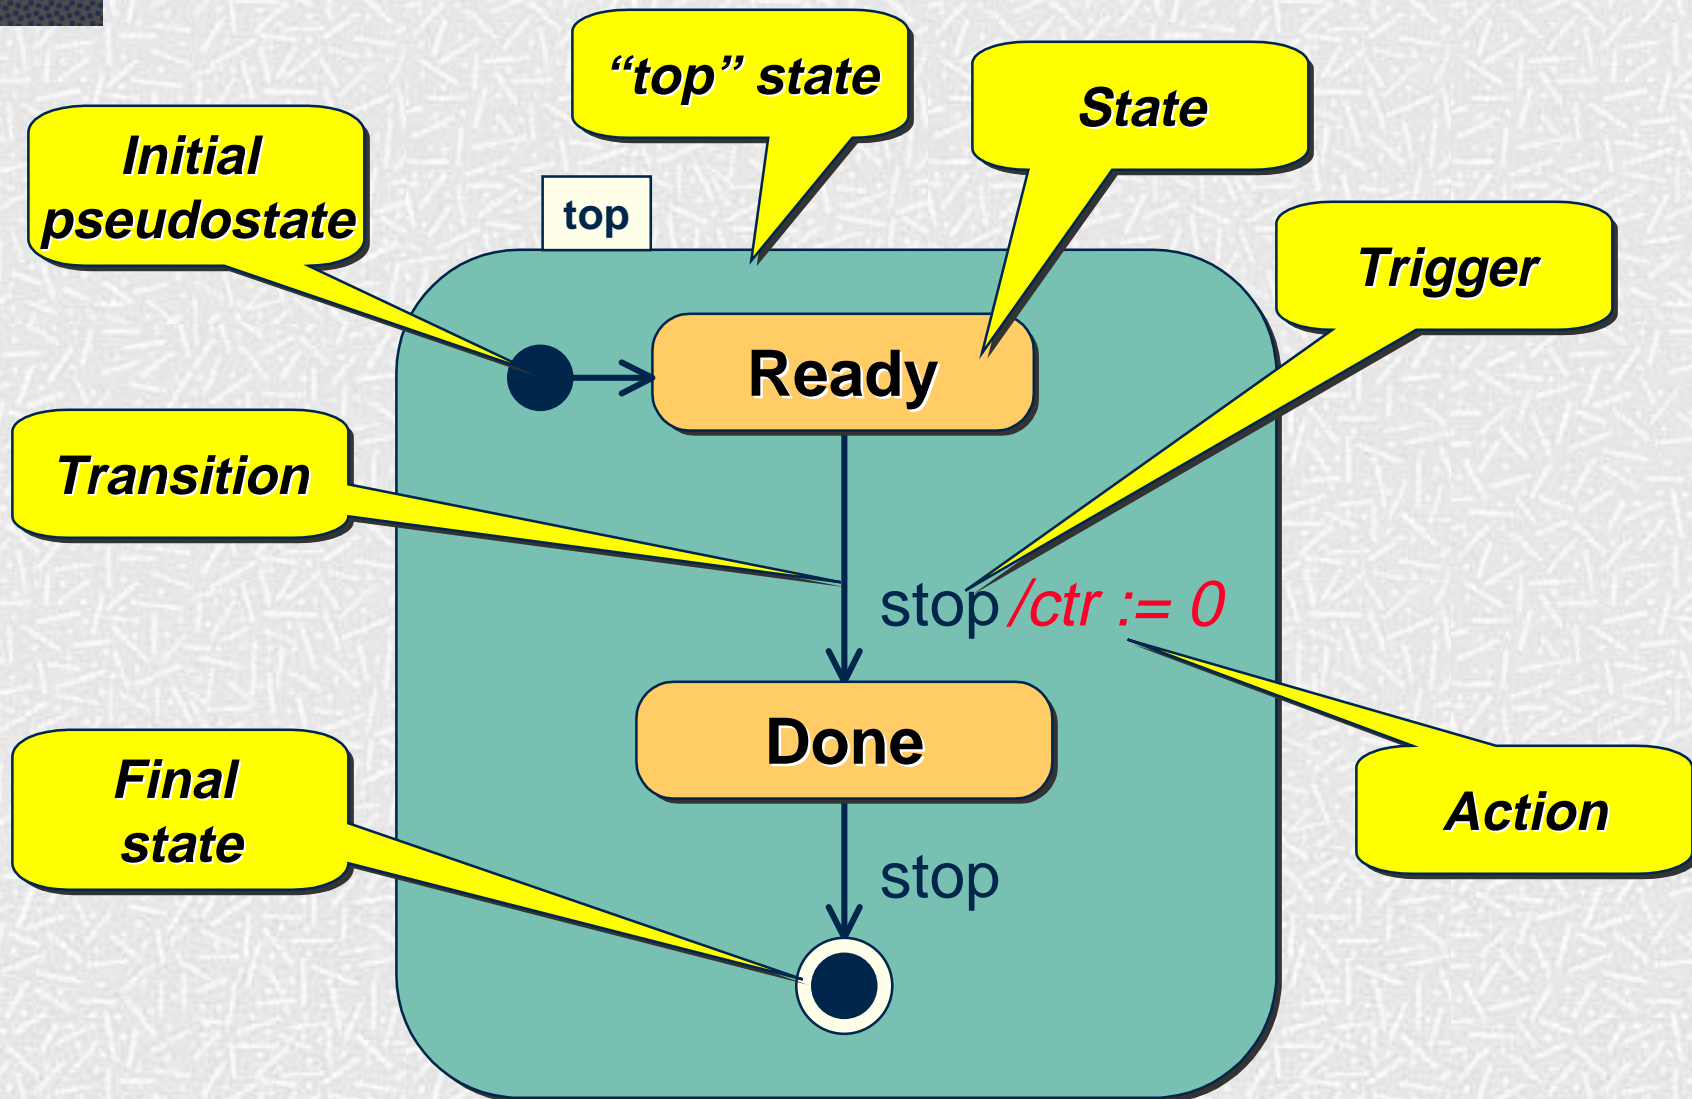 “top” state
State
Initial
pseudostate
top
Trigger
Ready
Transition
stop /ctr := 0
Done
Final
state
Action
stop